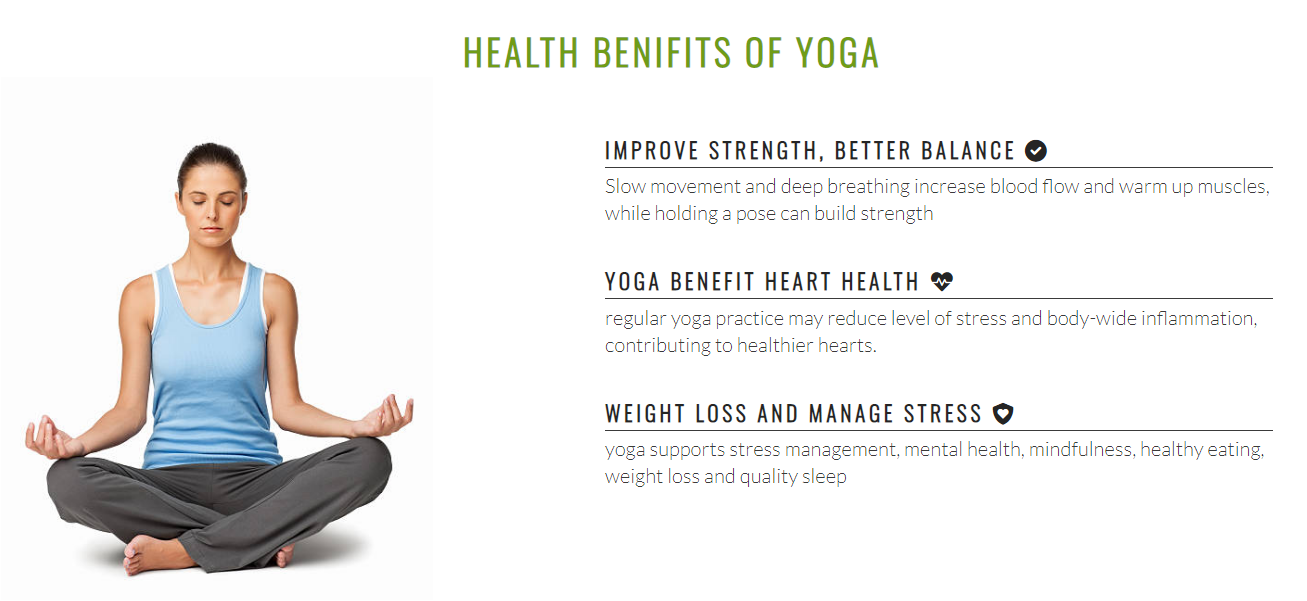 HEALTH BENIFITS OF YOGA
IMPROVE STRENGTH, BETTER BALANCE
Slow movement and deep breathing increase blood flow and warm up muscles,
while holding a pose can build strength
YOGA BENEFIT HEART HEALTH
regular yoga practice may reduce level of stress and body-wide inflammation,
contributing to healthier hearts.
WEIGHT LOSS AND MANAGE STRESS
yoga supports stress management, mental health, mindfulness, healthy eating,
weight loss and quality sleep